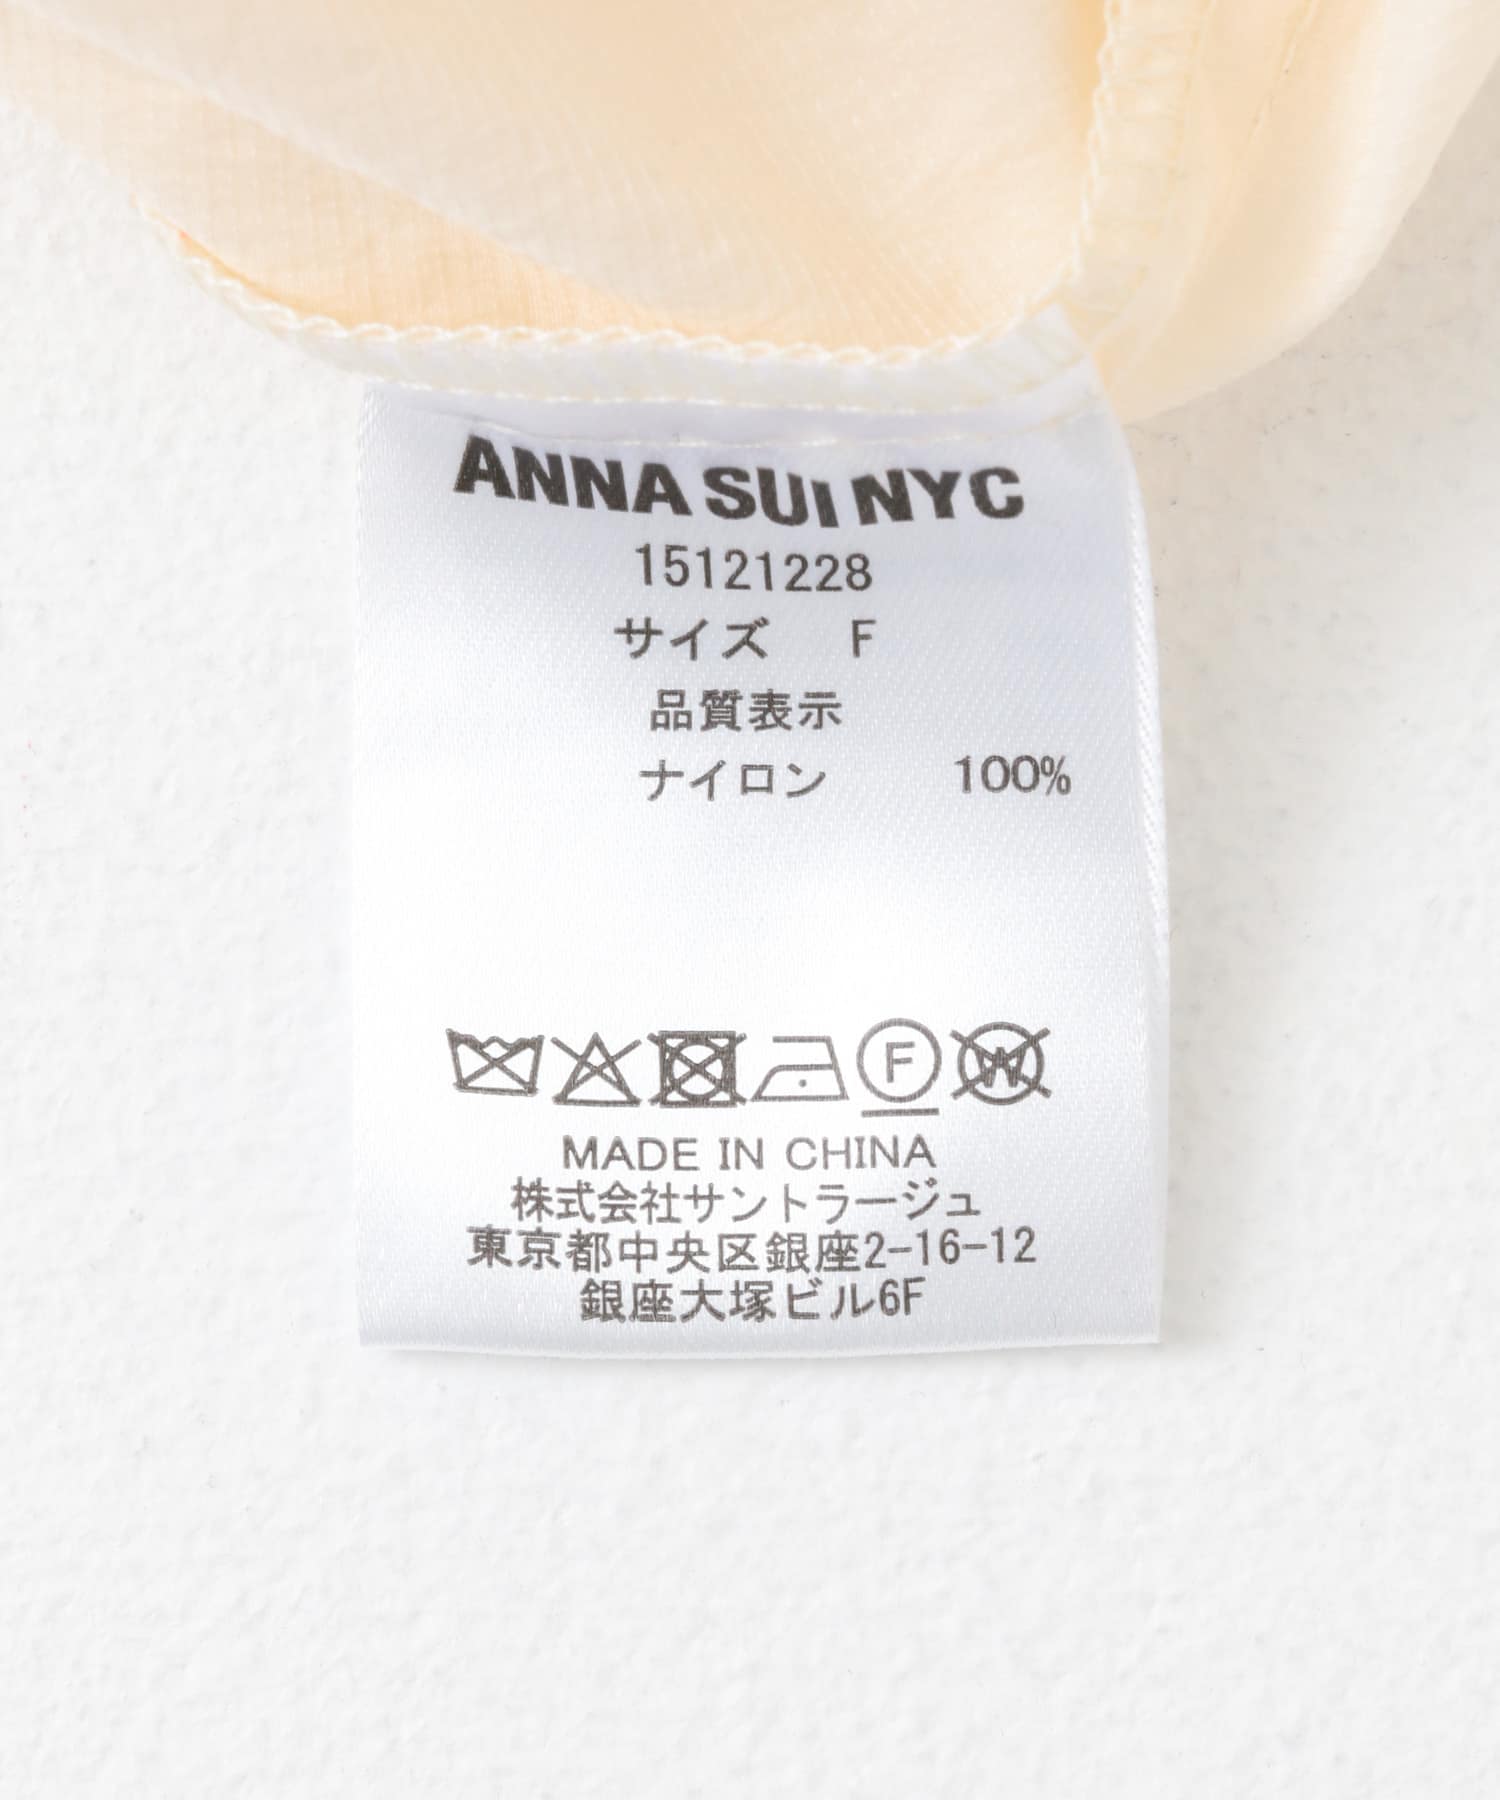 ANNA SUI NYC
15121228
サイズ F
品質表示
ナイロン 100%
F W
MADE IN CHINA
株式会社サントラージュ
東京都中央区銀座2-16-12
銀座大塚ビル6F